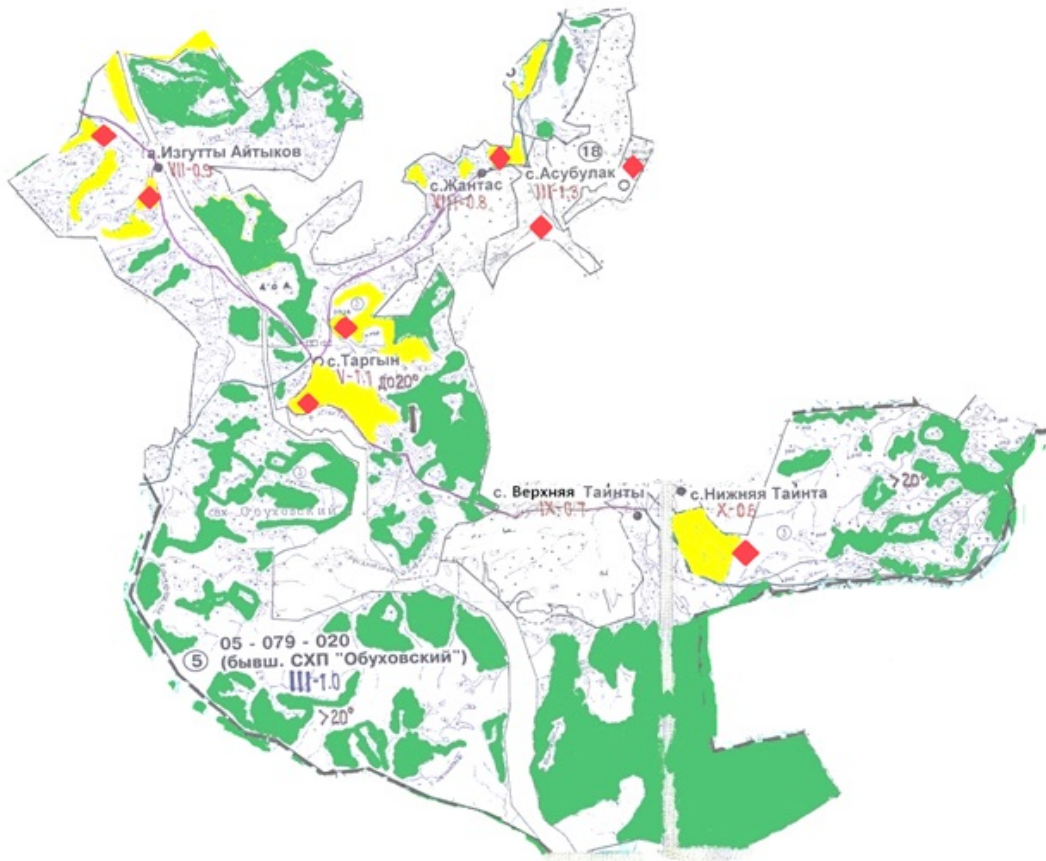 а.Изгутты Айтыков
VII-0.9
18
с.Жантас
VIII-0.8
с.Асубулак
III-1.3
с.Таргын
V-1.1 до20°
с. Верхняя Таинты
IX-0.7
с.Нижняя Таинта
X-0.6
>20°
Обуховский
5
05 - 079 - 020
(бывш. СХП "Обуховский")
III-1.0
>20°